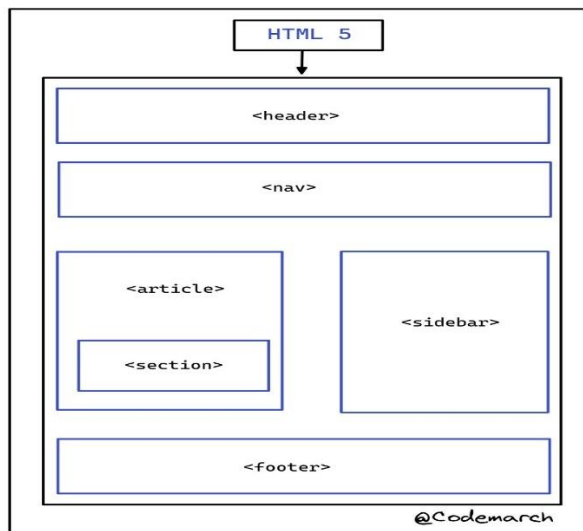 HTML 5
<header>
<nav>
<article>
<sidebar>
<section>
<footer>
@Codemarch